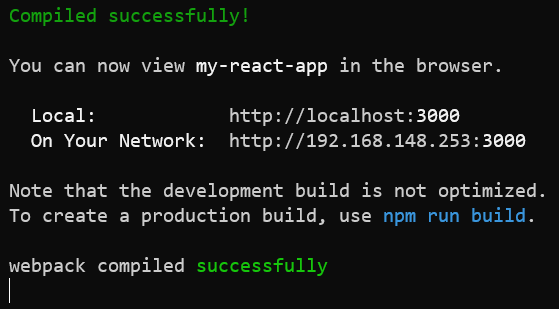 Compiled successfully!
You can now view my-react-app in the browser.
Local: http://localhost:3000
On Your Network: http://192.168.148.253:3000
Note that the development build is not optimized.
To create a production build, use npm run build.
webpack compiled successfully